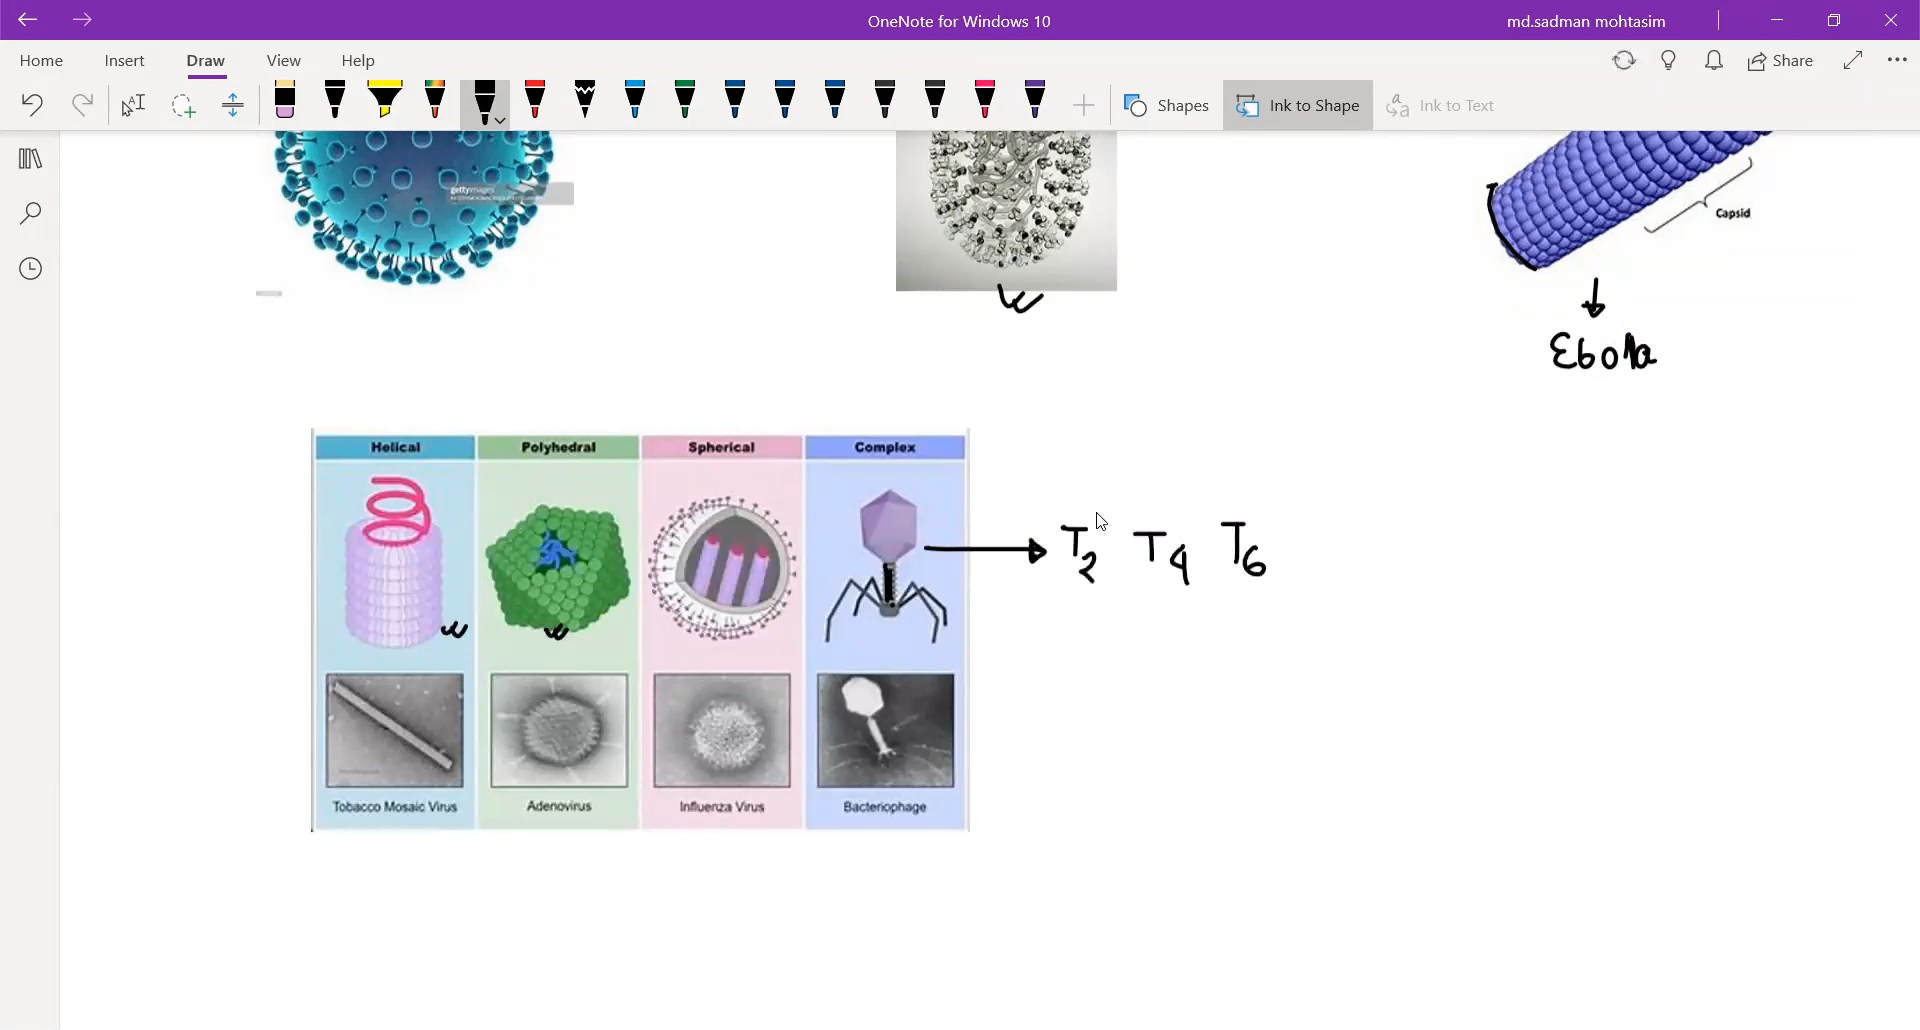 OneNote for Windows 10
md.sadman mohtasim
Home Insert Draw View Help
Share
Shapes
Ink to Shape
Ink to Text
gettyimages
Capsid
Ebola
Helical Polyhedral Spherical Complex
T2 T4 T6
Tobacco Mosaic Virus Adenovirus Influenza Virus Bacteriophage